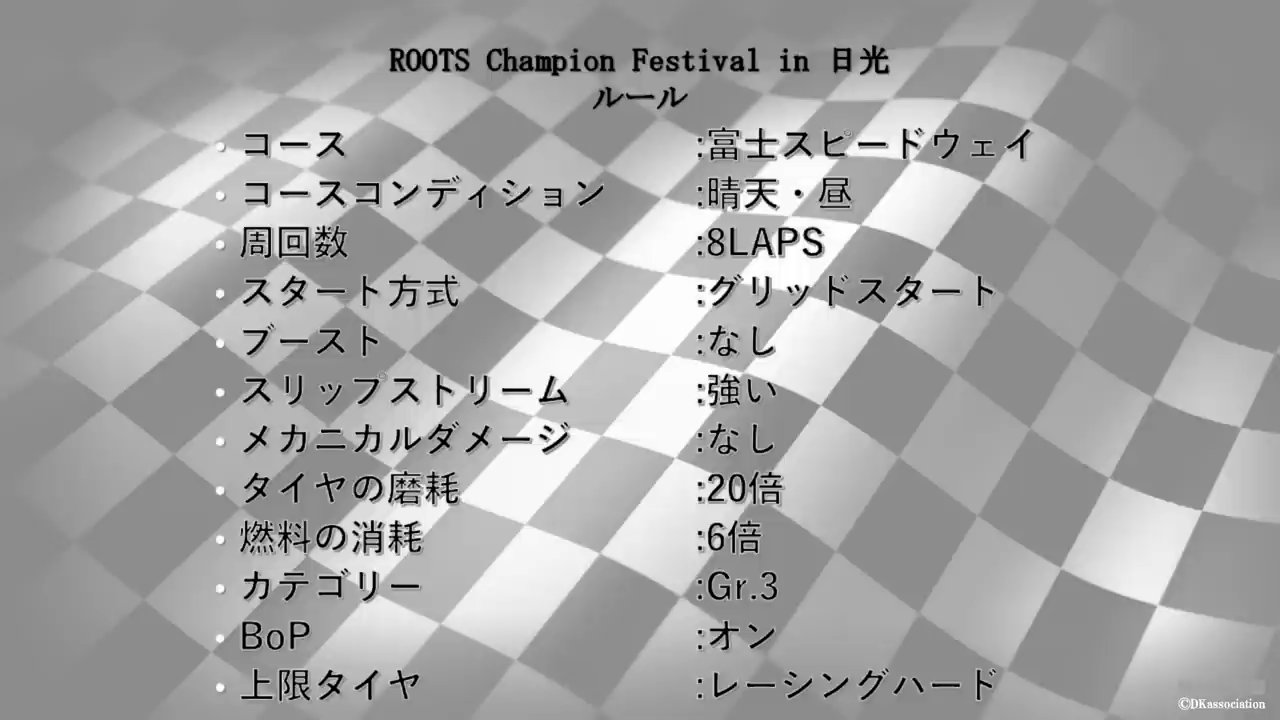 ROOTS Champion Festival in 日光
ルール
• コース :富士スピードウェイ
• コースコンディション :晴天・昼
• 周回数 :8LAPS
• スタート方式 :グリッドスタート
• ブースト :なし
• スリップストリーム :強い
• メカニカルダメージ :なし
• タイヤの磨耗 :20倍
• 燃料の消耗 :6倍
• カテゴリー :Gr.3
• BoP :オン
• 上限タイヤ :レーシングハード
©DKassociation